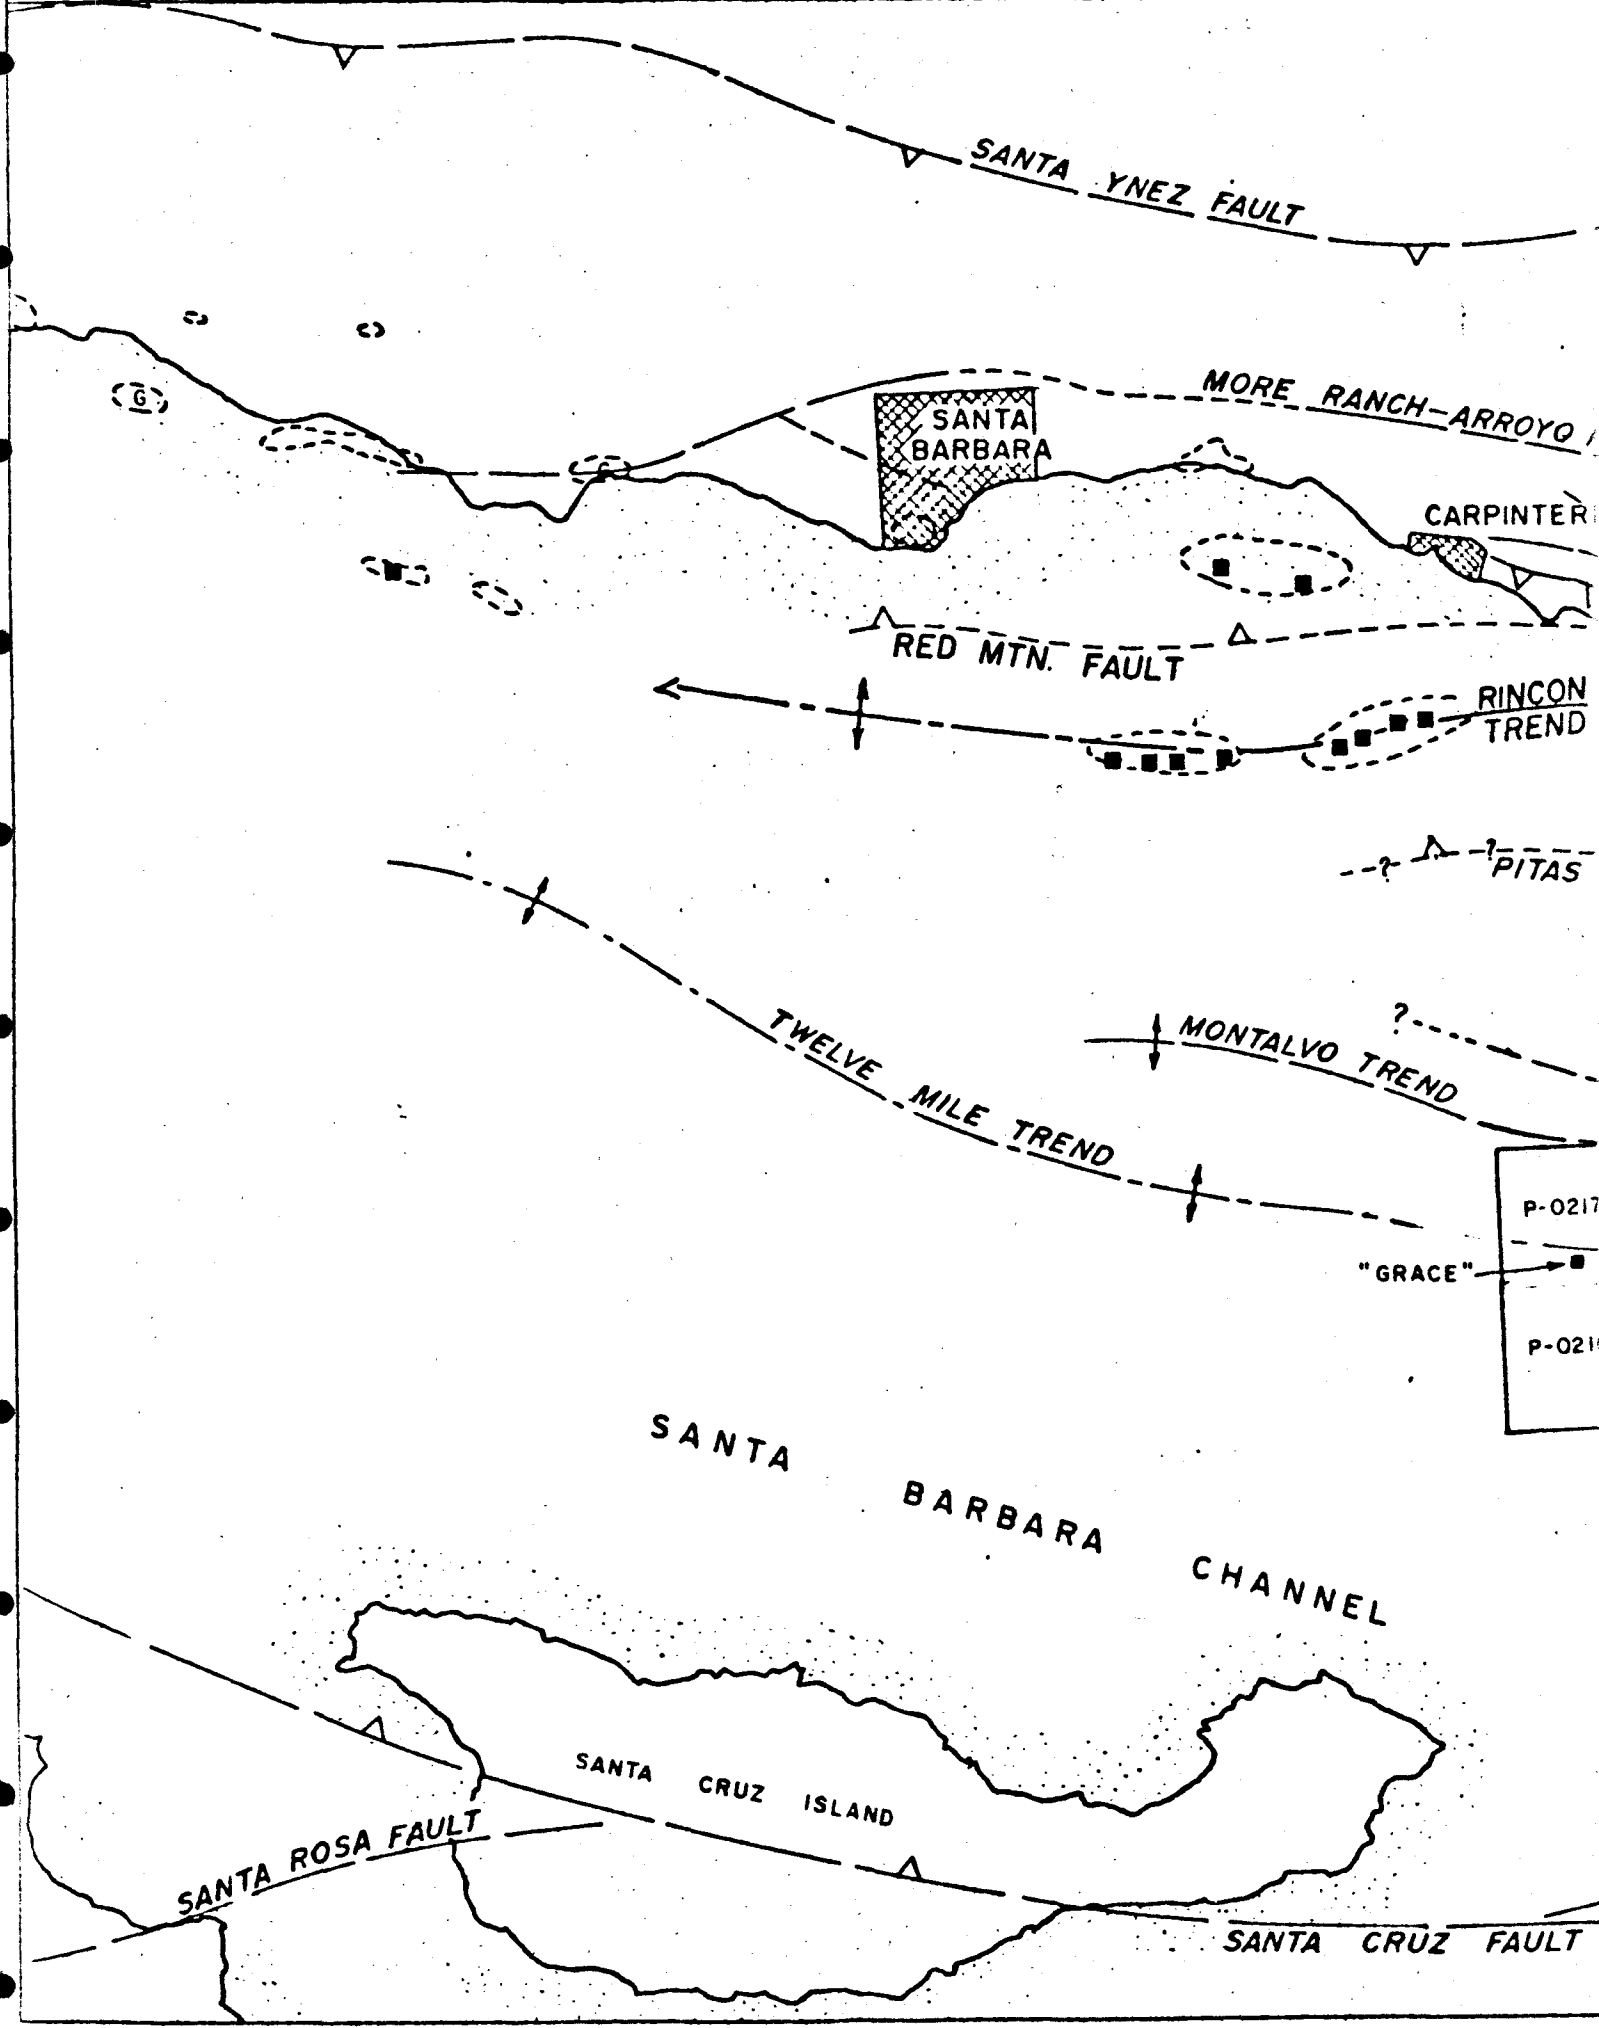 SANTA YNEZ FAULT
MORE RANCH-ARROYO
G
SANTA
BARBARA
G
CARPINTER
RED MTN. FAULT
RINCON
TREND
?
?
PITAS
?
MONTALVO TREND
TWELVE MILE TREND
P-0217
"GRACE"
P-021
SANTA
BARBARA
CHANNEL
SANTA CRUZ ISLAND
SANTA ROSA FAULT
SANTA CRUZ FAULT